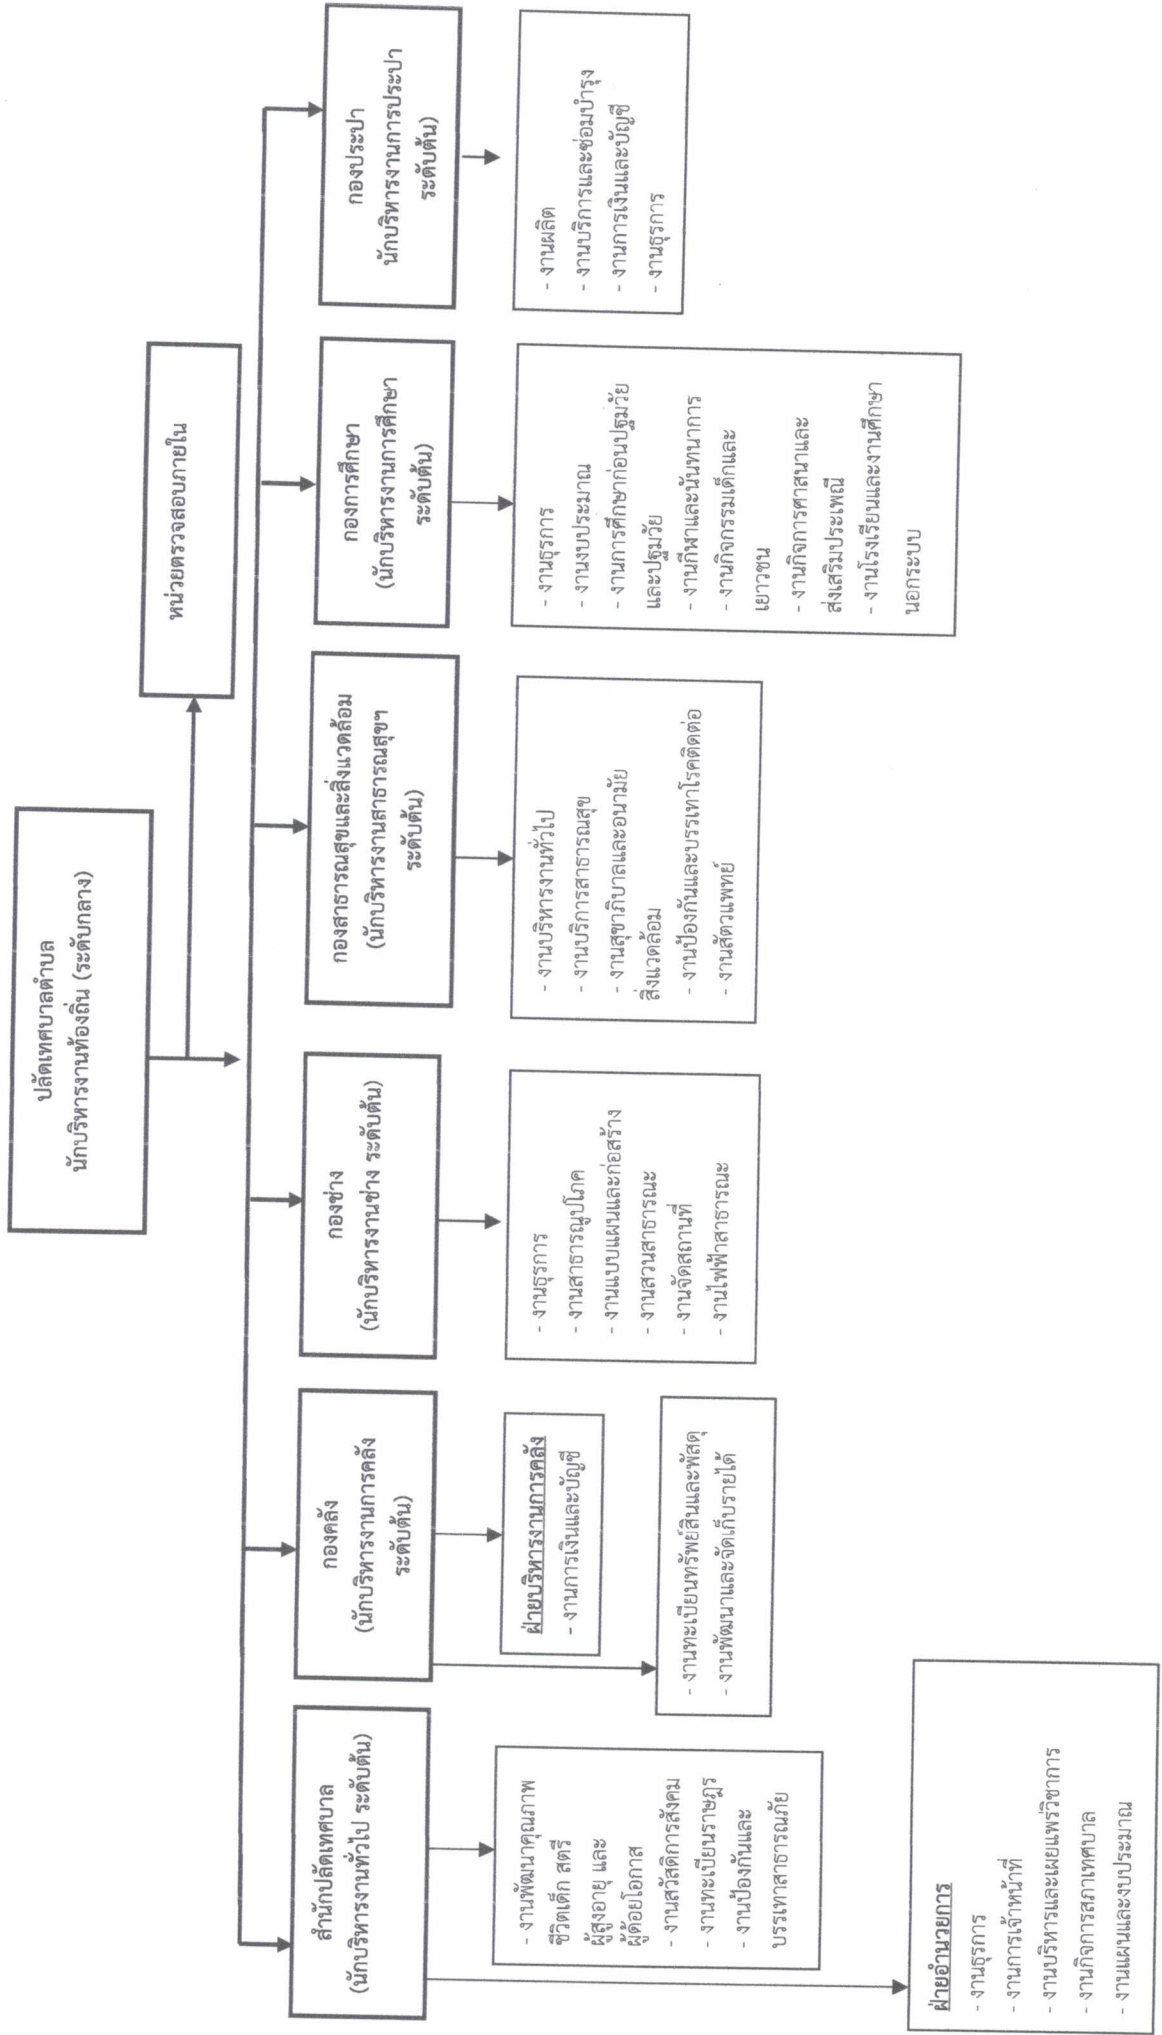 ปลัดเทศบาลตำบล
นักบริหารงานท้องถิ่น (ระดับกลาง)
หน่วยตรวจสอบภายใน
สำนักปลัดเทศบาล
(นักบริหารงานทั่วไป ระดับต้น)
- งานพัฒนาคุณภาพ
ชีวิตเด็ก สตรี
ผู้สูงอายุ และ
ผู้ด้อยโอกาส
- งานสวัสดิการสังคม
- งานทะเบียนราษฎร
- งานป้องกันและ
บรรเทาสาธารณภัย
ฝ่ายอำนวยการ
- งานธุรการ
- งานการเจ้าหน้าที่
- งานบริหารและเผยแพร่วิชาการ
- งานกิจการสภาเทศบาล
- งานแผนและงบประมาณ
กองคลัง
(นักบริหารงานการคลัง
ระดับต้น)
ฝ่ายบริหารงานการคลัง
- งานการเงินและบัญชี
- งานทะเบียนทรัพย์สินและพัสดุ
- งานพัฒนาและจัดเก็บรายได้
กองช่าง
(นักบริหารงานช่าง ระดับต้น)
- งานธุรการ
- งานสาธารณูปโภค
- งานแบบแผนและก่อสร้าง
- งานสวนสาธารณะ
- งานจัดสถานที่
- งานไฟฟ้าสาธารณะ
กองสาธารณสุขและสิ่งแวดล้อม
(นักบริหารงานสาธารณสุขฯ
ระดับต้น)
- งานบริหารงานทั่วไป
- งานบริการสาธารณสุข
- งานสุขาภิบาลและอนามัย
สิ่งแวดล้อม
- งานป้องกันและบรรเทาโรคติดต่อ
- งานสัตวแพทย์
กองการศึกษา
(นักบริหารงานการศึกษา
ระดับต้น)
- งานธุรการ
- งานงบประมาณ
- งานการศึกษาก่อนปฐมวัย
และปฐมวัย
- งานกีฬาและนันทนาการ
- งานกิจกรรมเด็กและ
เยาวชน
- งานกิจการศาสนาและ
ส่งเสริมประเพณี
- งานโรงเรียนและงานศึกษา
นอกระบบ
กองประปา
นักบริหารงานการประปา
ระดับต้น)
- งานผลิต
- งานบริการและซ่อมบำรุง
- งานการเงินและบัญชี
- งานธุรการ